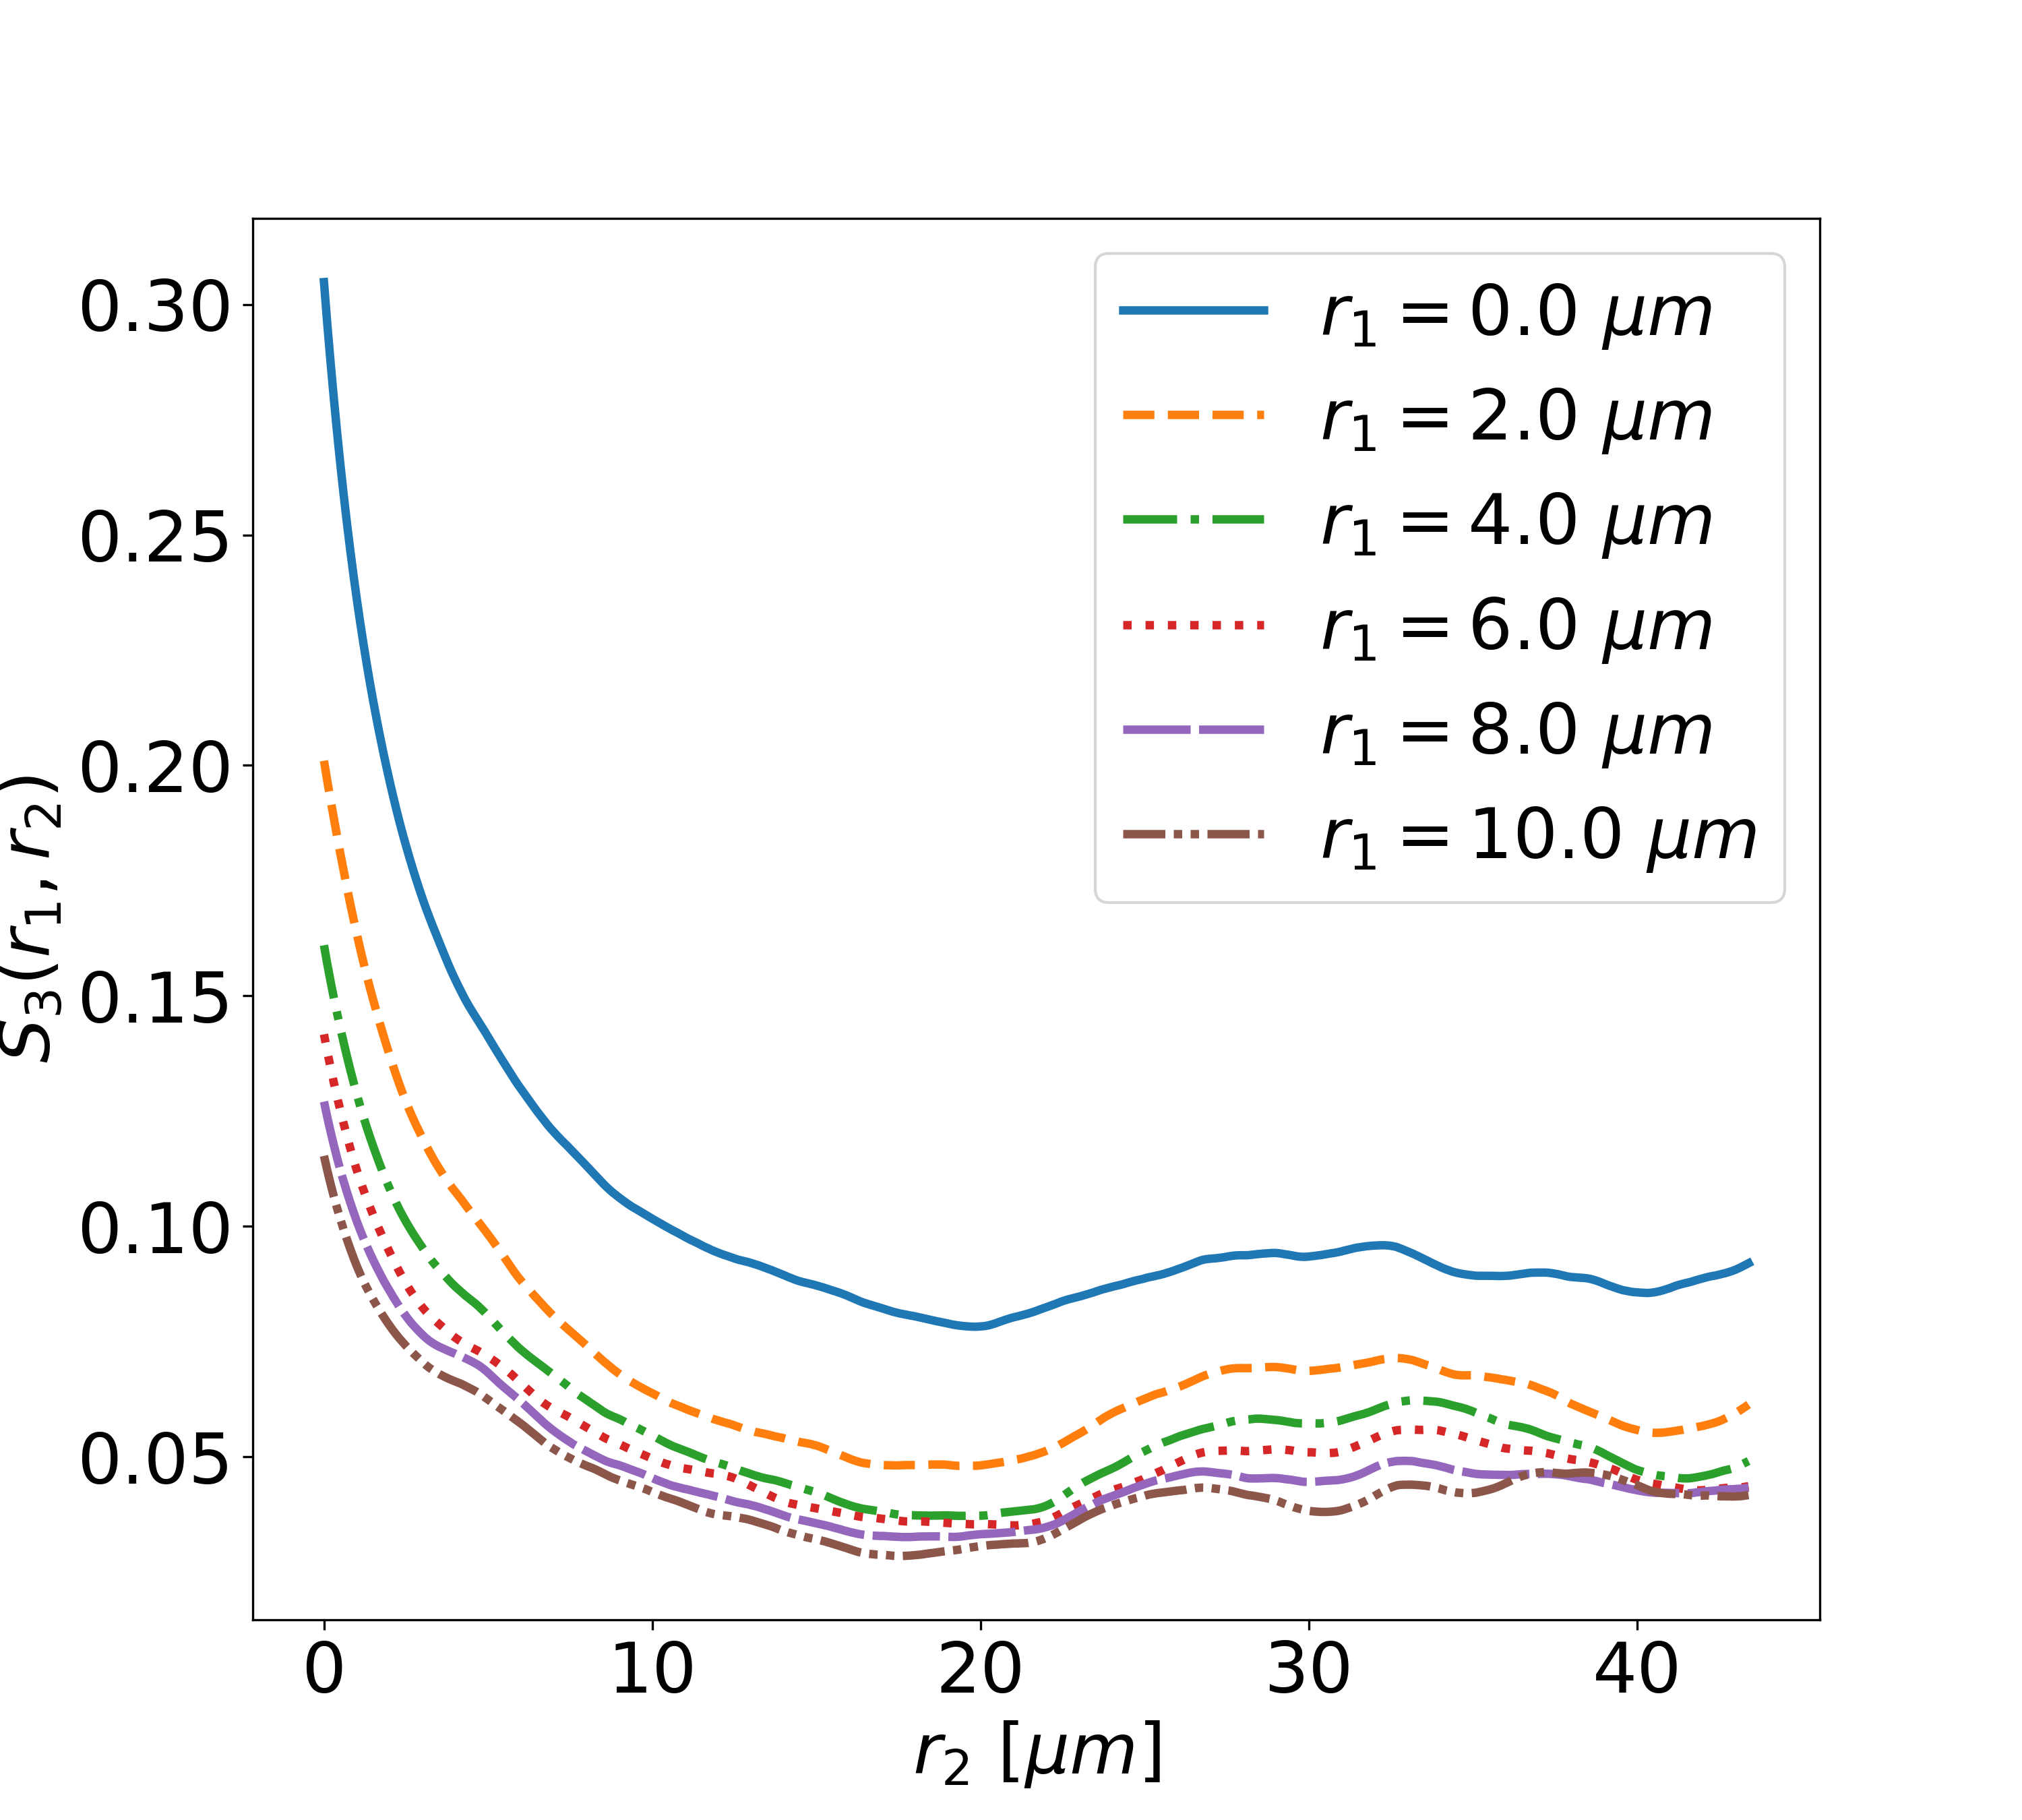 0.30
0.25
0.20
0.15
0.10
0.05
S₃(r₁, r₂)
r₁ = 0.0 μm
r₁ = 2.0 μm
r₁ = 4.0 μm
r₁ = 6.0 μm
r₁ = 8.0 μm
r₁ = 10.0 μm
0 10 20 30 40
r₂ [μm]